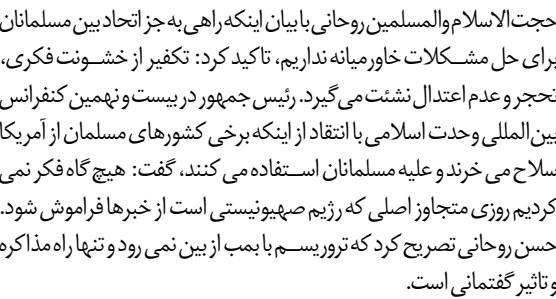 حجت‌الاسلام‌والمسلمین روحانی با بیان اینکه راهی به جز اتحاد بین مسلمانان
برای حل مشکلات خاورمیانه نداریم، تاکید کرد: تکفیر از خشونت فکری،
تحجر و عدم اعتدال نشئت می گیرد. رئیس جمهور در بیست و نهمین کنفرانس
بین المللی وحدت اسلامی با انتقاد از اینکه برخی کشورهای مسلمان از آمریکا
سلاح می خرند و علیه مسلمانان استفاده می کنند، گفت: هیچ گاه فکر نمی
کردیم روزی متجاوز اصلی که رژیم صهیونیستی است از خبرها فراموش شود.
حسن روحانی تصریح کرد که تروریسم با بمب از بین نمی رود و تنها راه مذاکره
و تاثیر گفتمانی است.